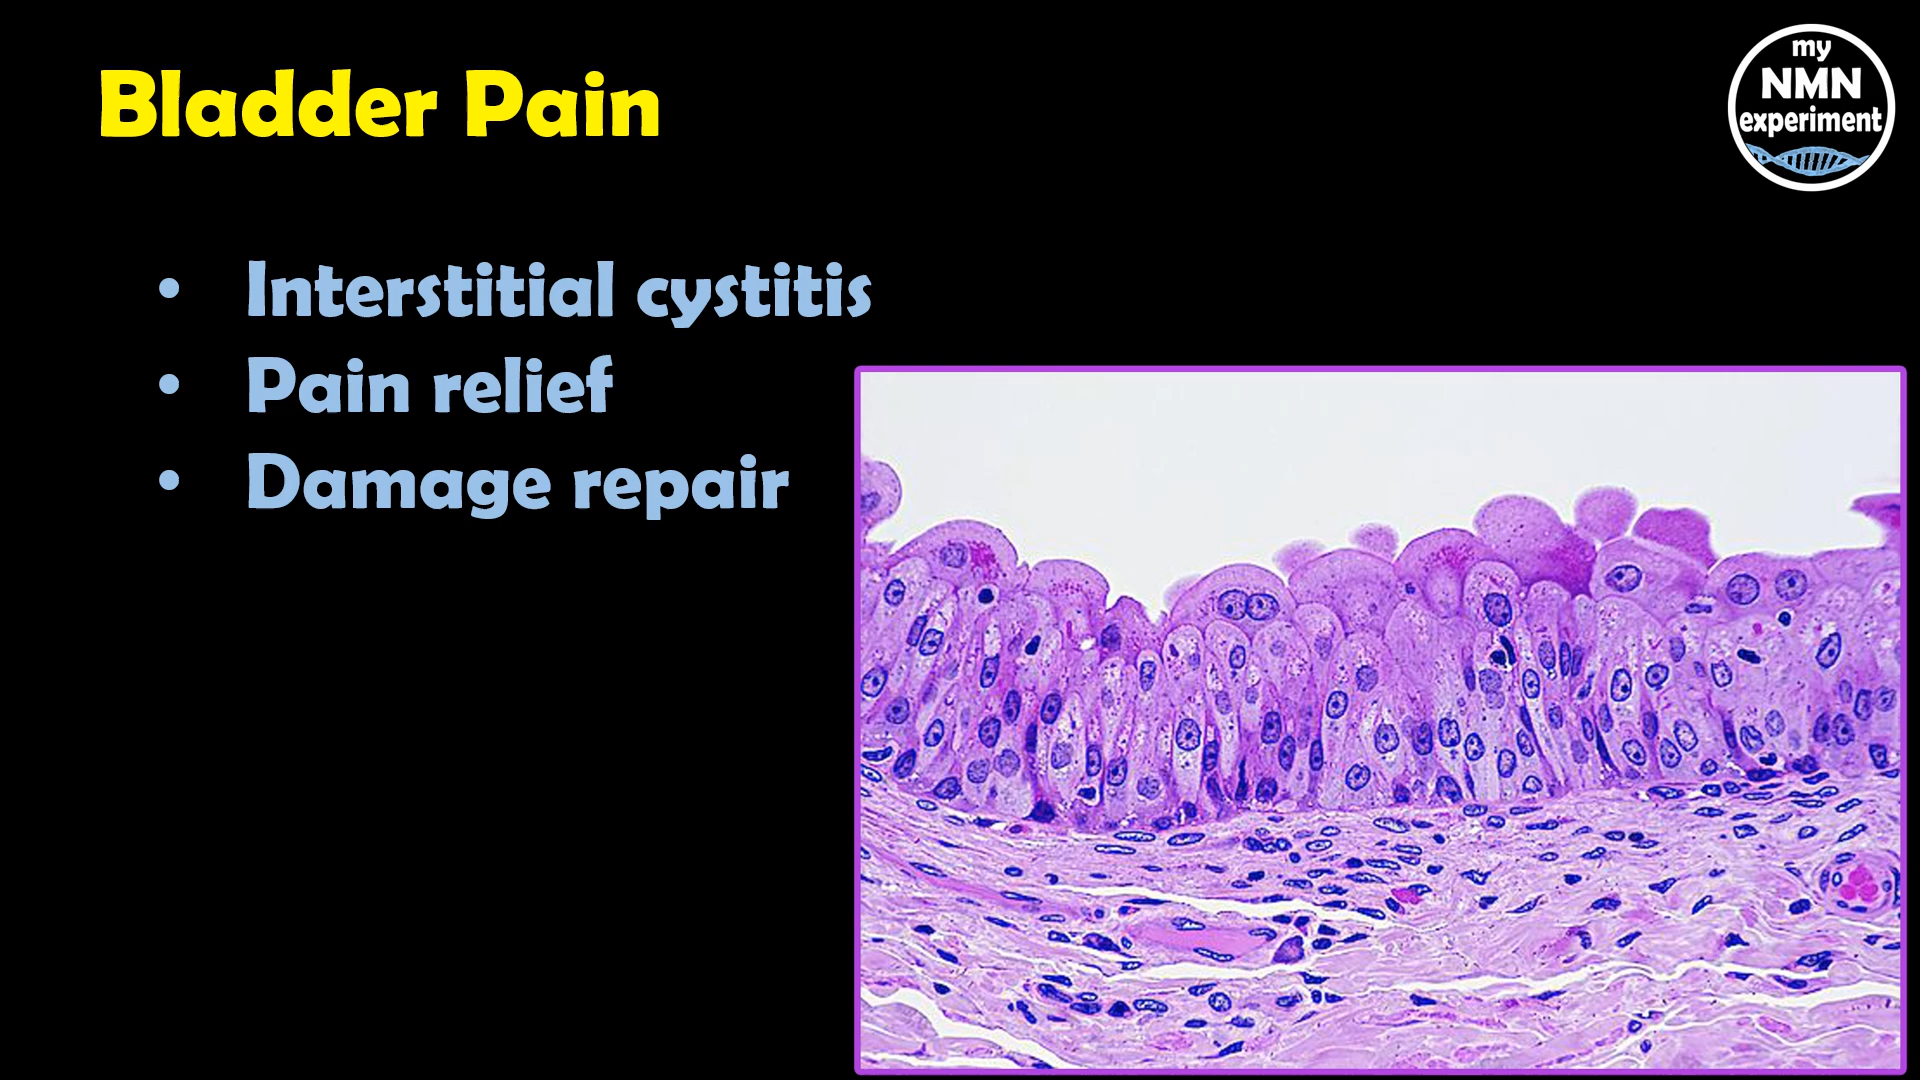 Bladder Pain
my
NMN
experiment
• Interstitial cystitis
• Pain relief
• Damage repair